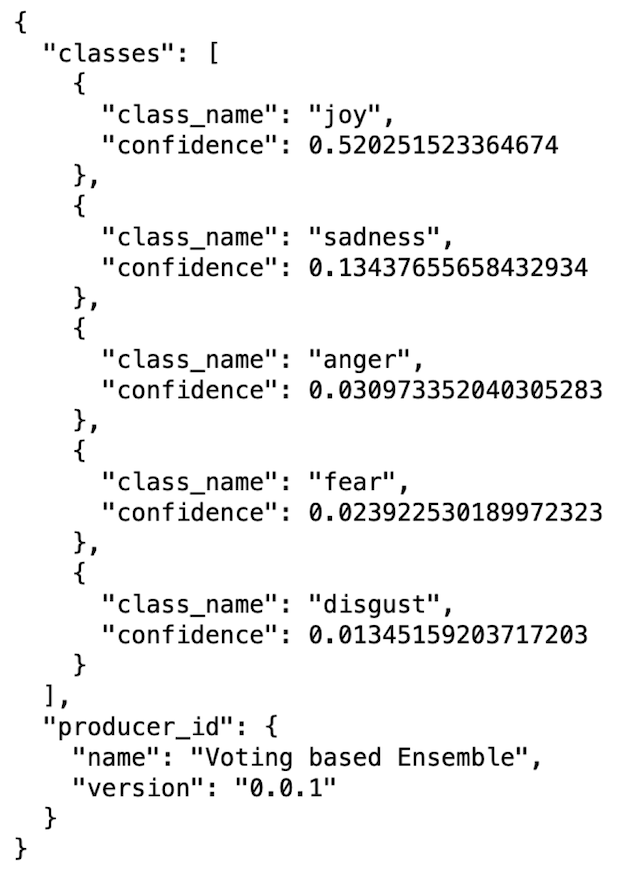 {
  "classes": [
    {
      "class_name": "joy",
      "confidence": 0.520251523364674
    },
    {
      "class_name": "sadness",
      "confidence": 0.13437655658432934
    },
    {
      "class_name": "anger",
      "confidence": 0.030973352040305283
    },
    {
      "class_name": "fear",
      "confidence": 0.023922530189972323
    },
    {
      "class_name": "disgust",
      "confidence": 0.01345159203717203
    }
  ],
  "producer_id": {
    "name": "Voting based Ensemble",
    "version": "0.0.1"
  }
}